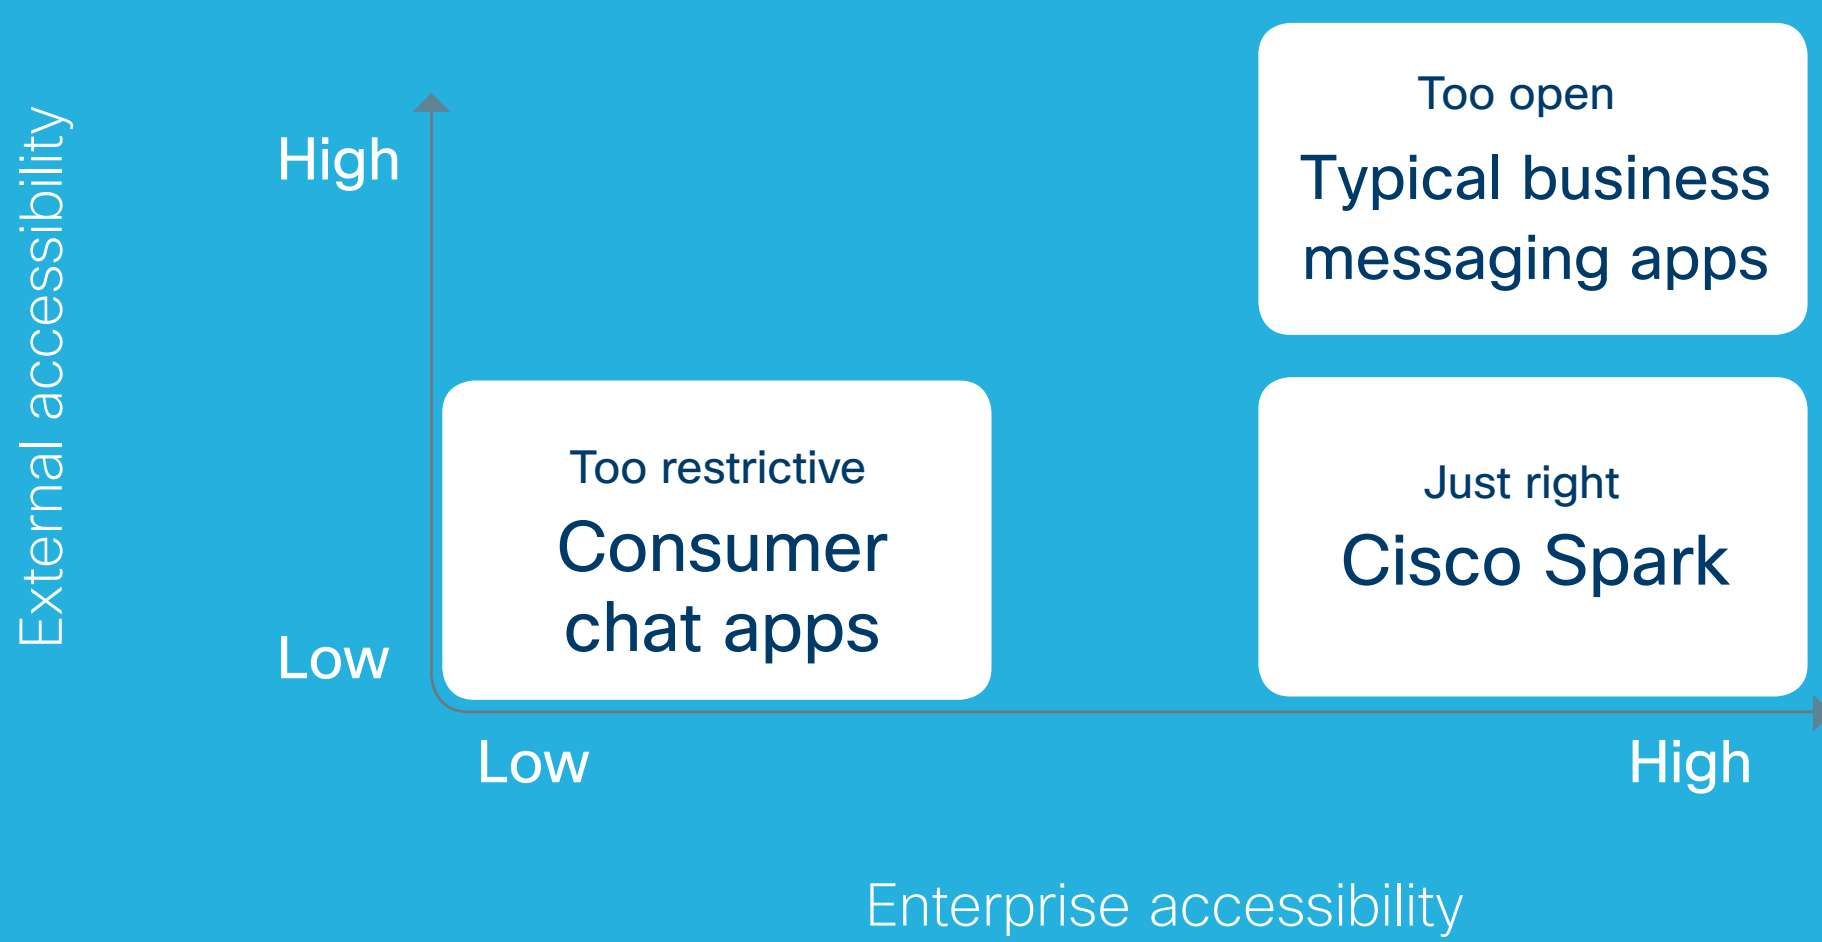 External accessibility
High
Low
Too open
Typical business
messaging apps
Too restrictive
Consumer
chat apps
Just right
Cisco Spark
Low
High
Enterprise accessibility